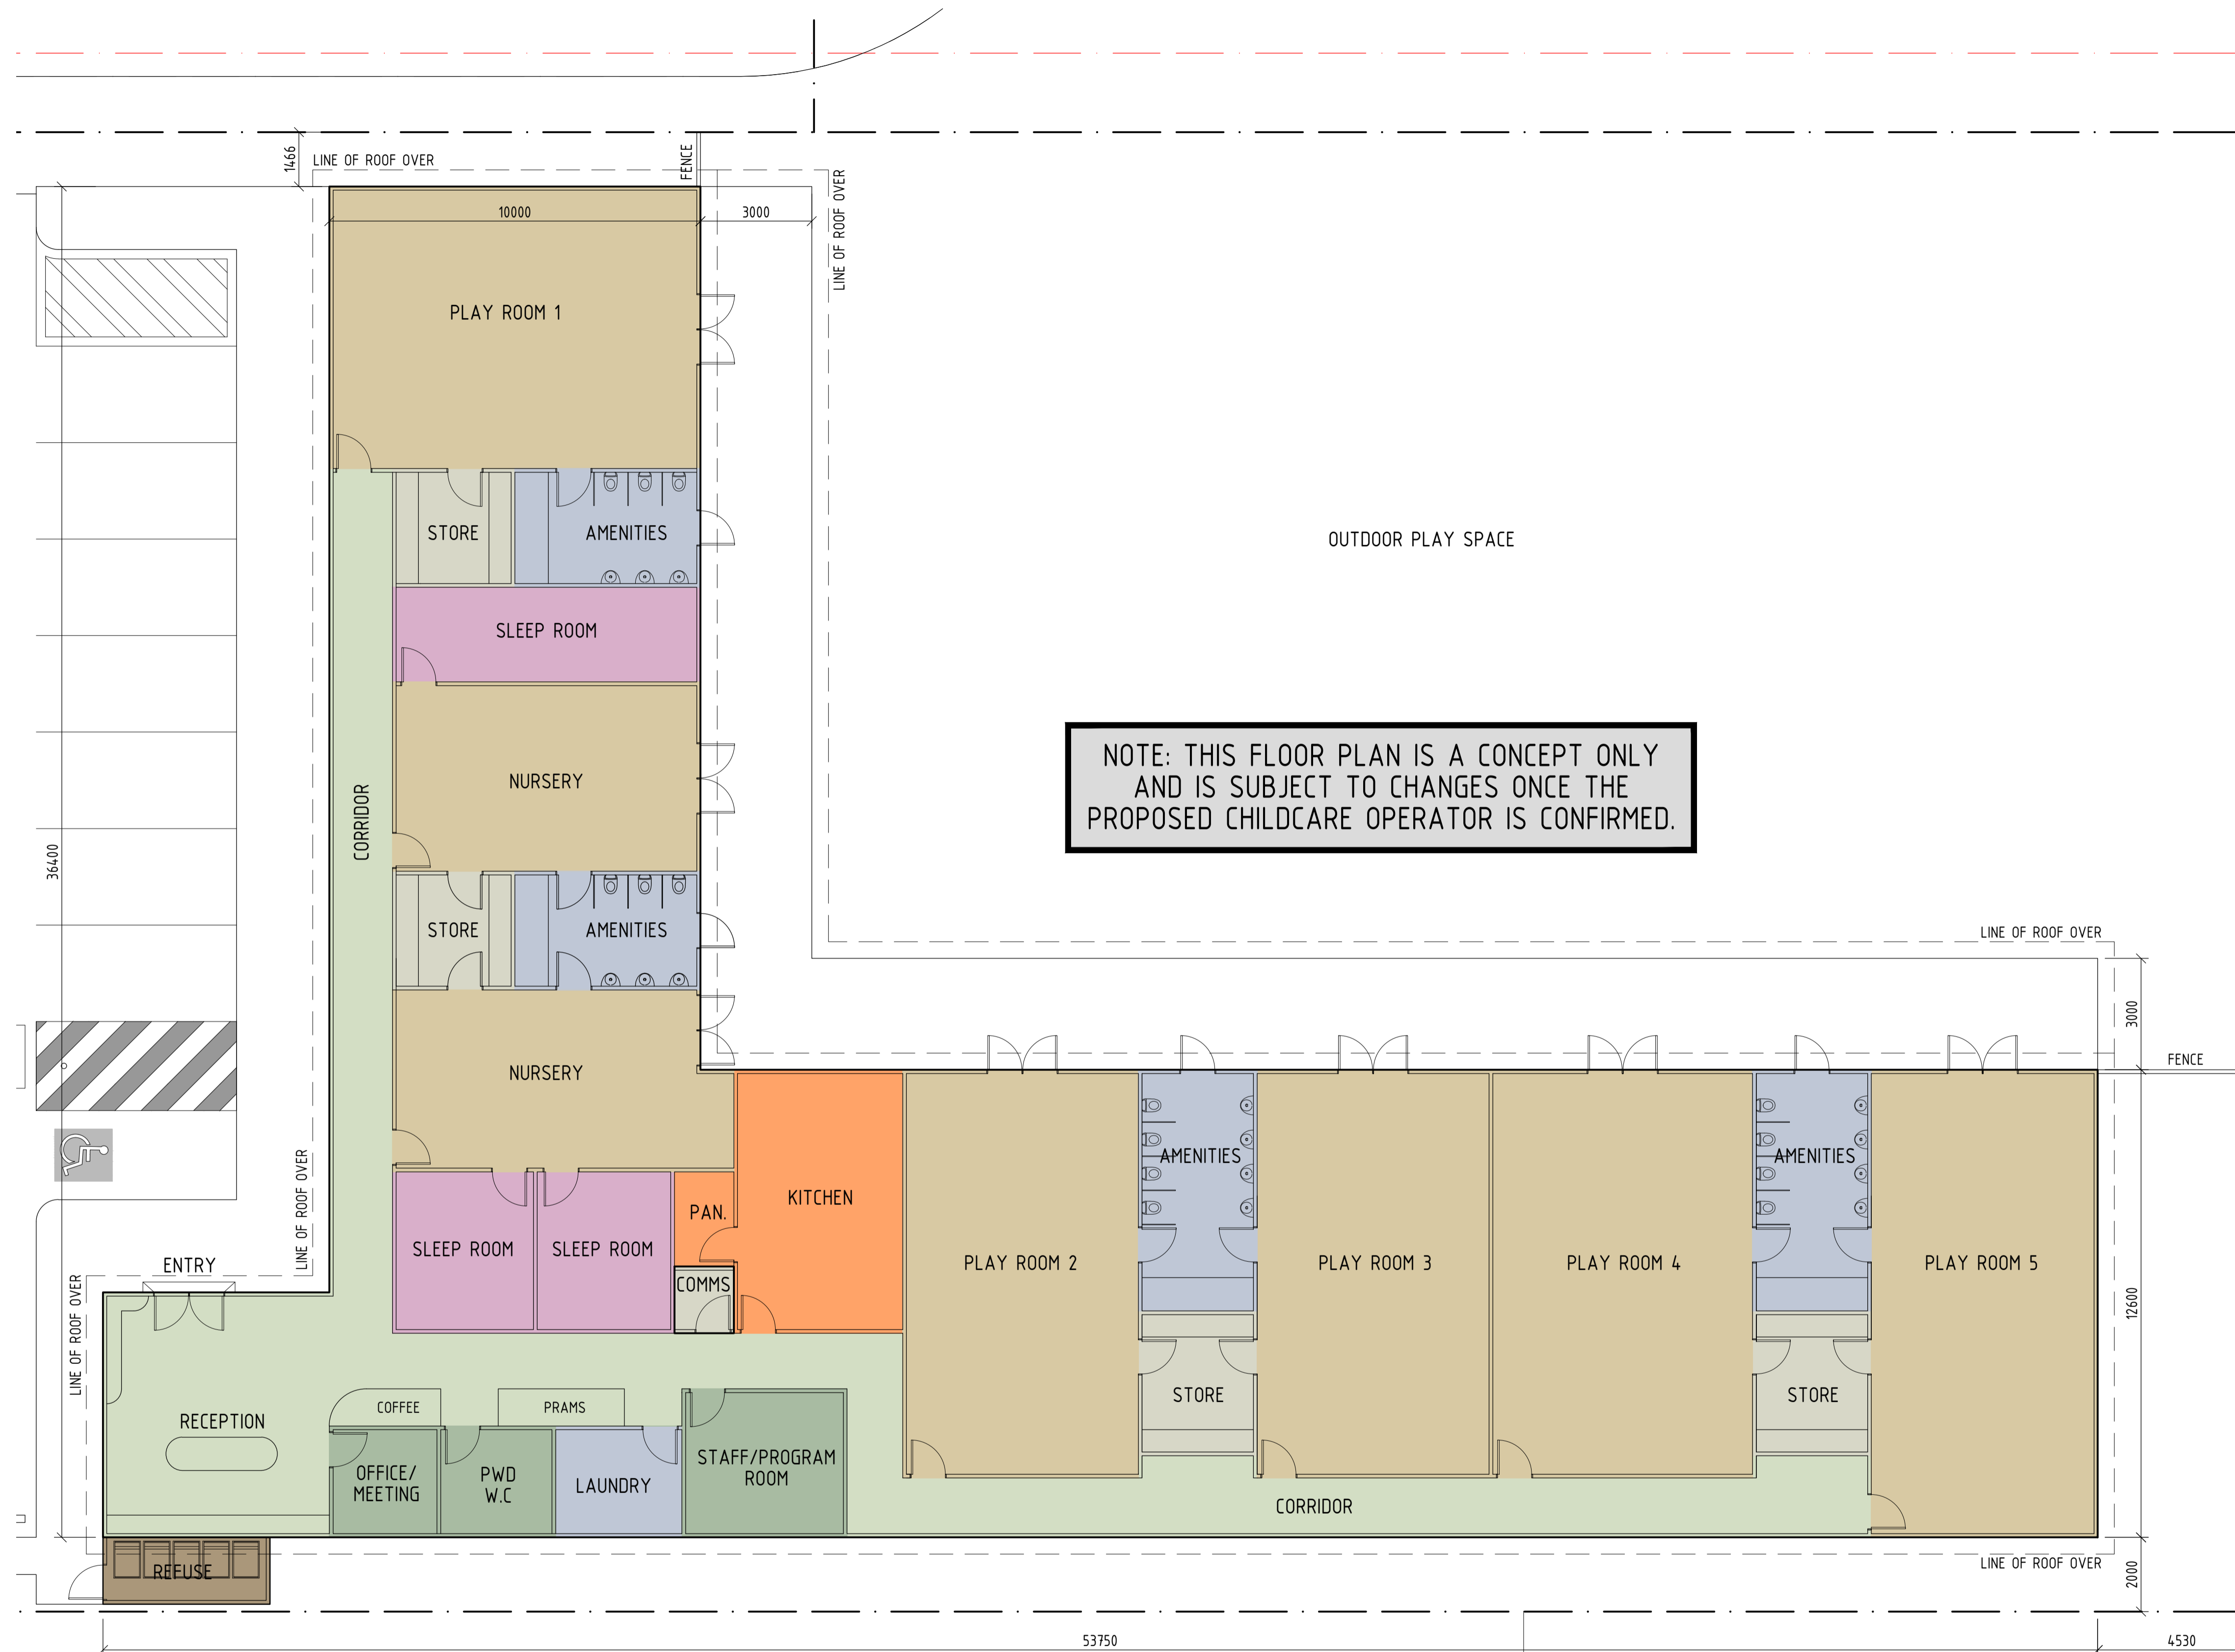 1466
LINE OF ROOF OVER
FENCE
LINE OF ROOF OVER
10000
3000
PLAY ROOM 1
STORE
AMENITIES
OUTDOOR PLAY SPACE
SLEEP ROOM
NURSERY
NOTE: THIS FLOOR PLAN IS A CONCEPT ONLY
AND IS SUBJECT TO CHANGES ONCE THE
PROPOSED CHILDCARE OPERATOR IS CONFIRMED.
CORRIDOR
36400
STORE
AMENITIES
LINE OF ROOF OVER
3000
FENCE
NURSERY
LINE OF ROOF OVER
AMENITIES
AMENITIES
KITCHEN
PAN.
SLEEP ROOM
SLEEP ROOM
COMMS
PLAY ROOM 2
PLAY ROOM 3
PLAY ROOM 4
PLAY ROOM 5
12600
ENTRY
LINE OF ROOF OVER
COFFEE
PRAMS
STORE
STORE
RECEPTION
OFFICE/
MEETING
PWD
W.C
LAUNDRY
STAFF/PROGRAM
ROOM
CORRIDOR
LINE OF ROOF OVER
REFUSE
2000
53750
4530